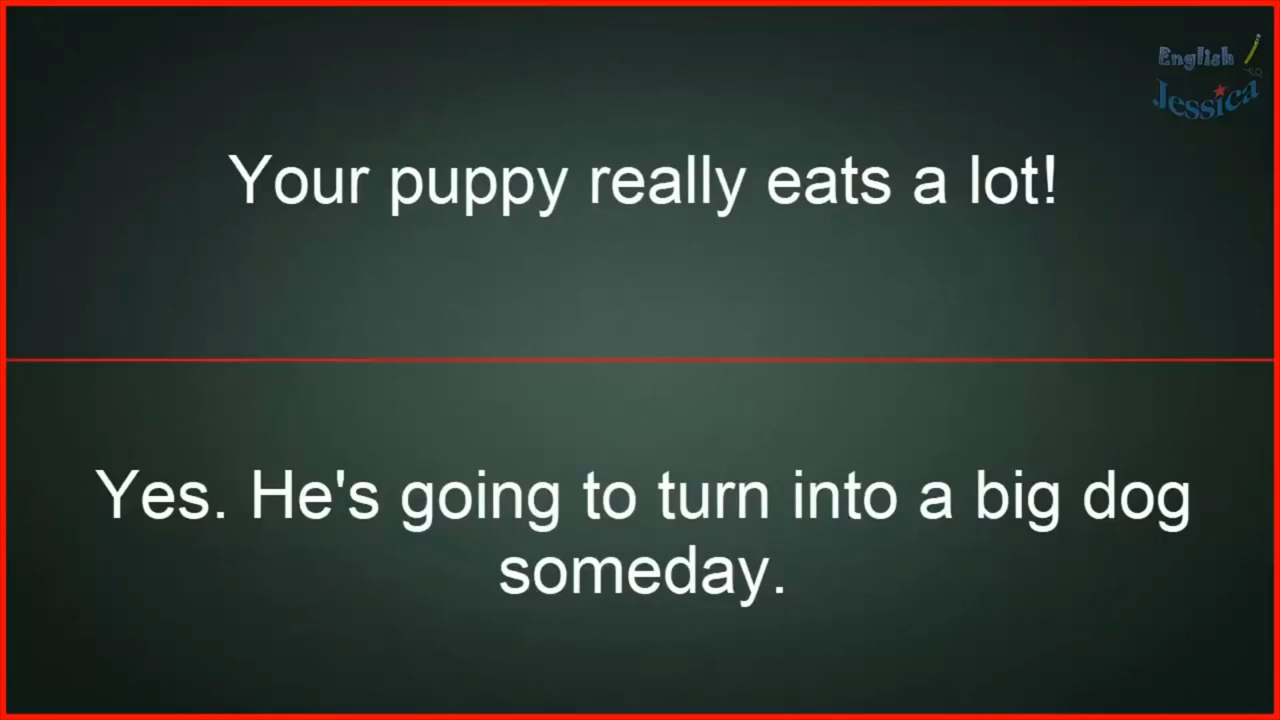 English
Jessica
Your puppy really eats a lot!
Yes. He's going to turn into a big dog
someday.